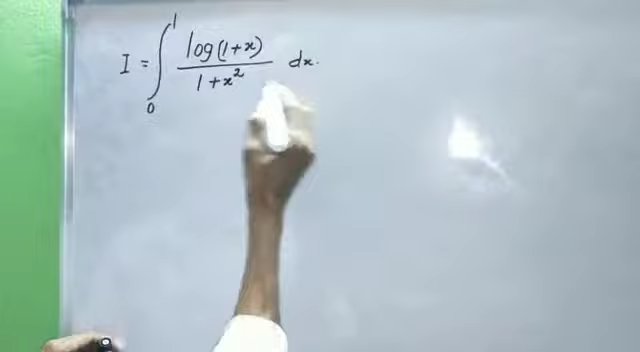 I = ∫₀¹ log(1+x) / 1+x² dx.